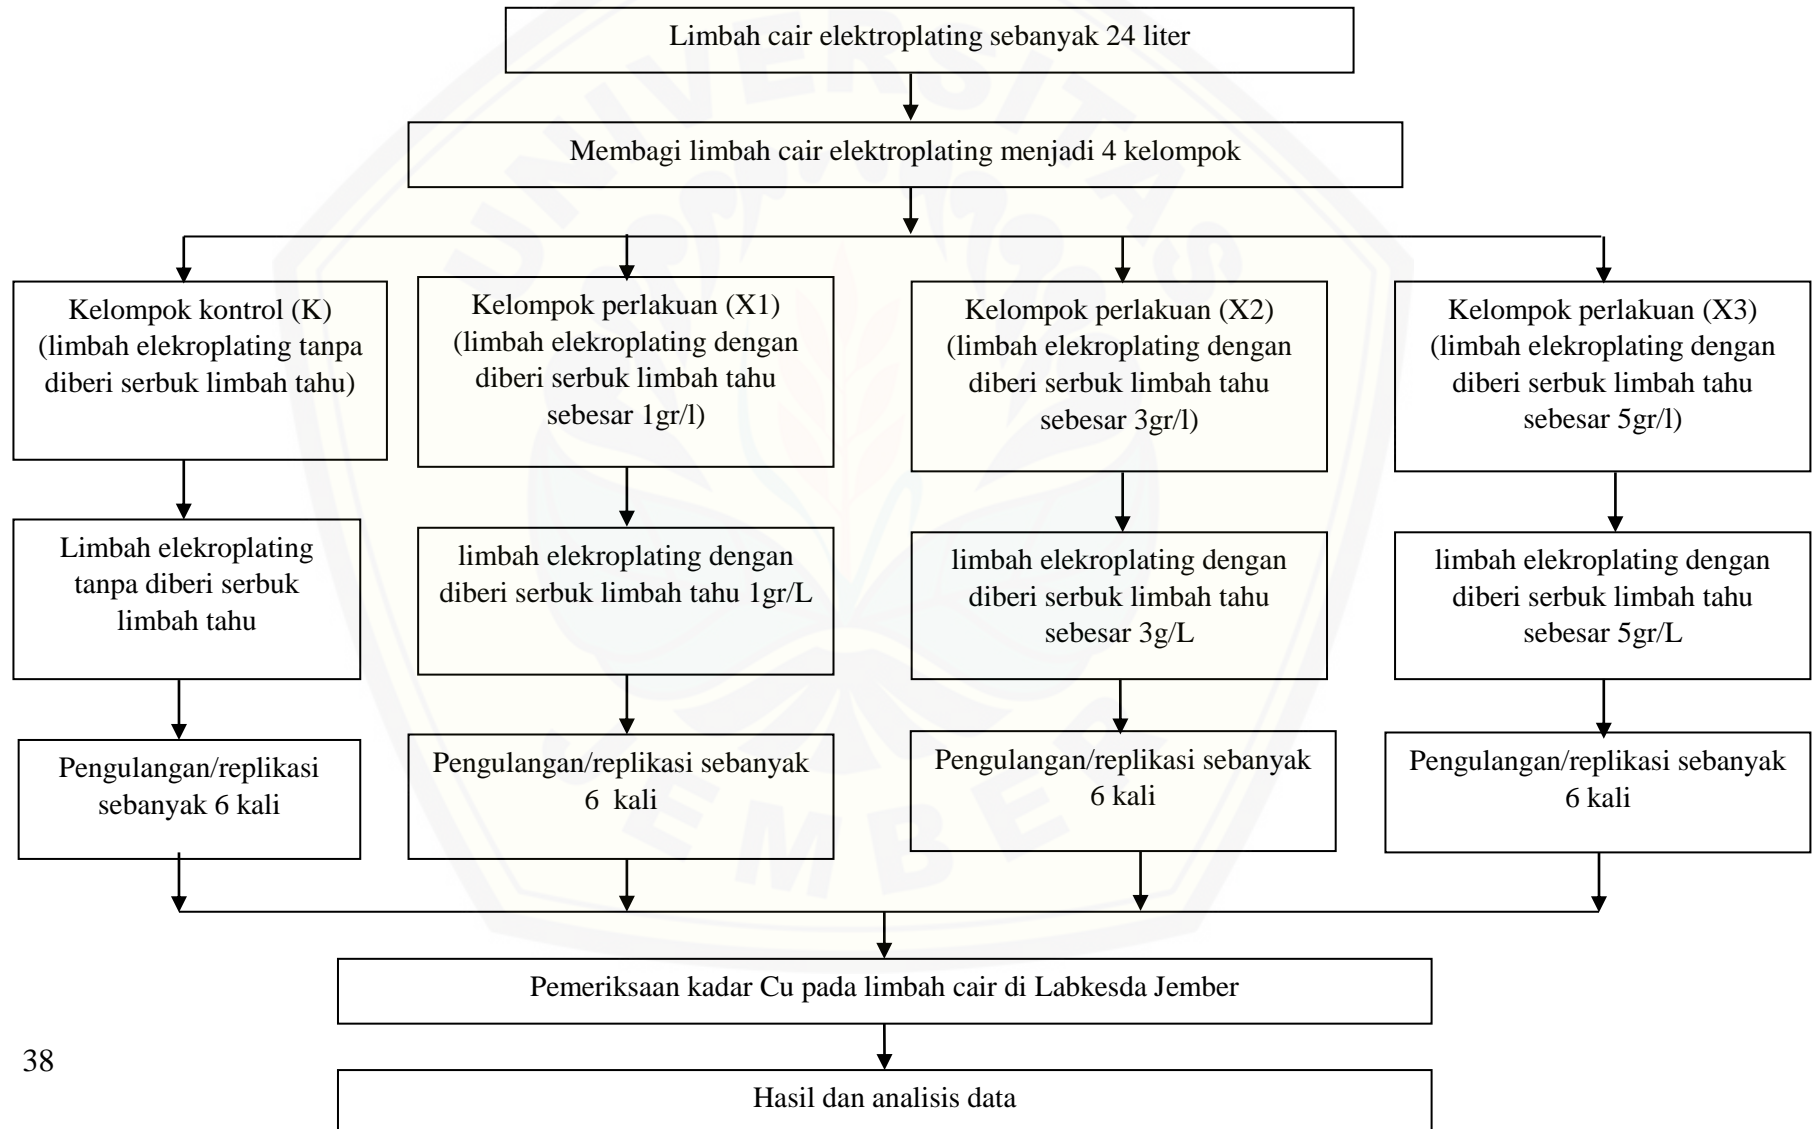 Limbah cair elektroplating sebanyak 24 liter
Membagi limbah cair elektroplating menjadi 4 kelompok
Kelompok kontrol (K)
(limbah elekroplating tanpa
diberi serbuk limbah tahu)
Kelompok perlakuan (X1)
(limbah elekroplating dengan
diberi serbuk limbah tahu
sebesar 1gr/l)
Kelompok perlakuan (X2)
(limbah elekroplating dengan
diberi serbuk limbah tahu
sebesar 3gr/l)
Kelompok perlakuan (X3)
(limbah elekroplating dengan
diberi serbuk limbah tahu
sebesar 5gr/l)
Limbah elekroplating
tanpa diberi serbuk
limbah tahu
limbah elekroplating dengan
diberi serbuk limbah tahu 1gr/L
limbah elekroplating dengan
diberi serbuk limbah tahu
sebesar 3g/L
limbah elekroplating dengan
diberi serbuk limbah tahu
sebesar 5gr/L
Pengulangan/replikasi
sebanyak 6 kali
Pengulangan/replikasi sebanyak
6 kali
Pengulangan/replikasi sebanyak
6 kali
Pengulangan/replikasi sebanyak
6 kali
Pemeriksaan kadar Cu pada limbah cair di Labkesda Jember
Hasil dan analisis data
38
UNIVERSITAS
JEMBER